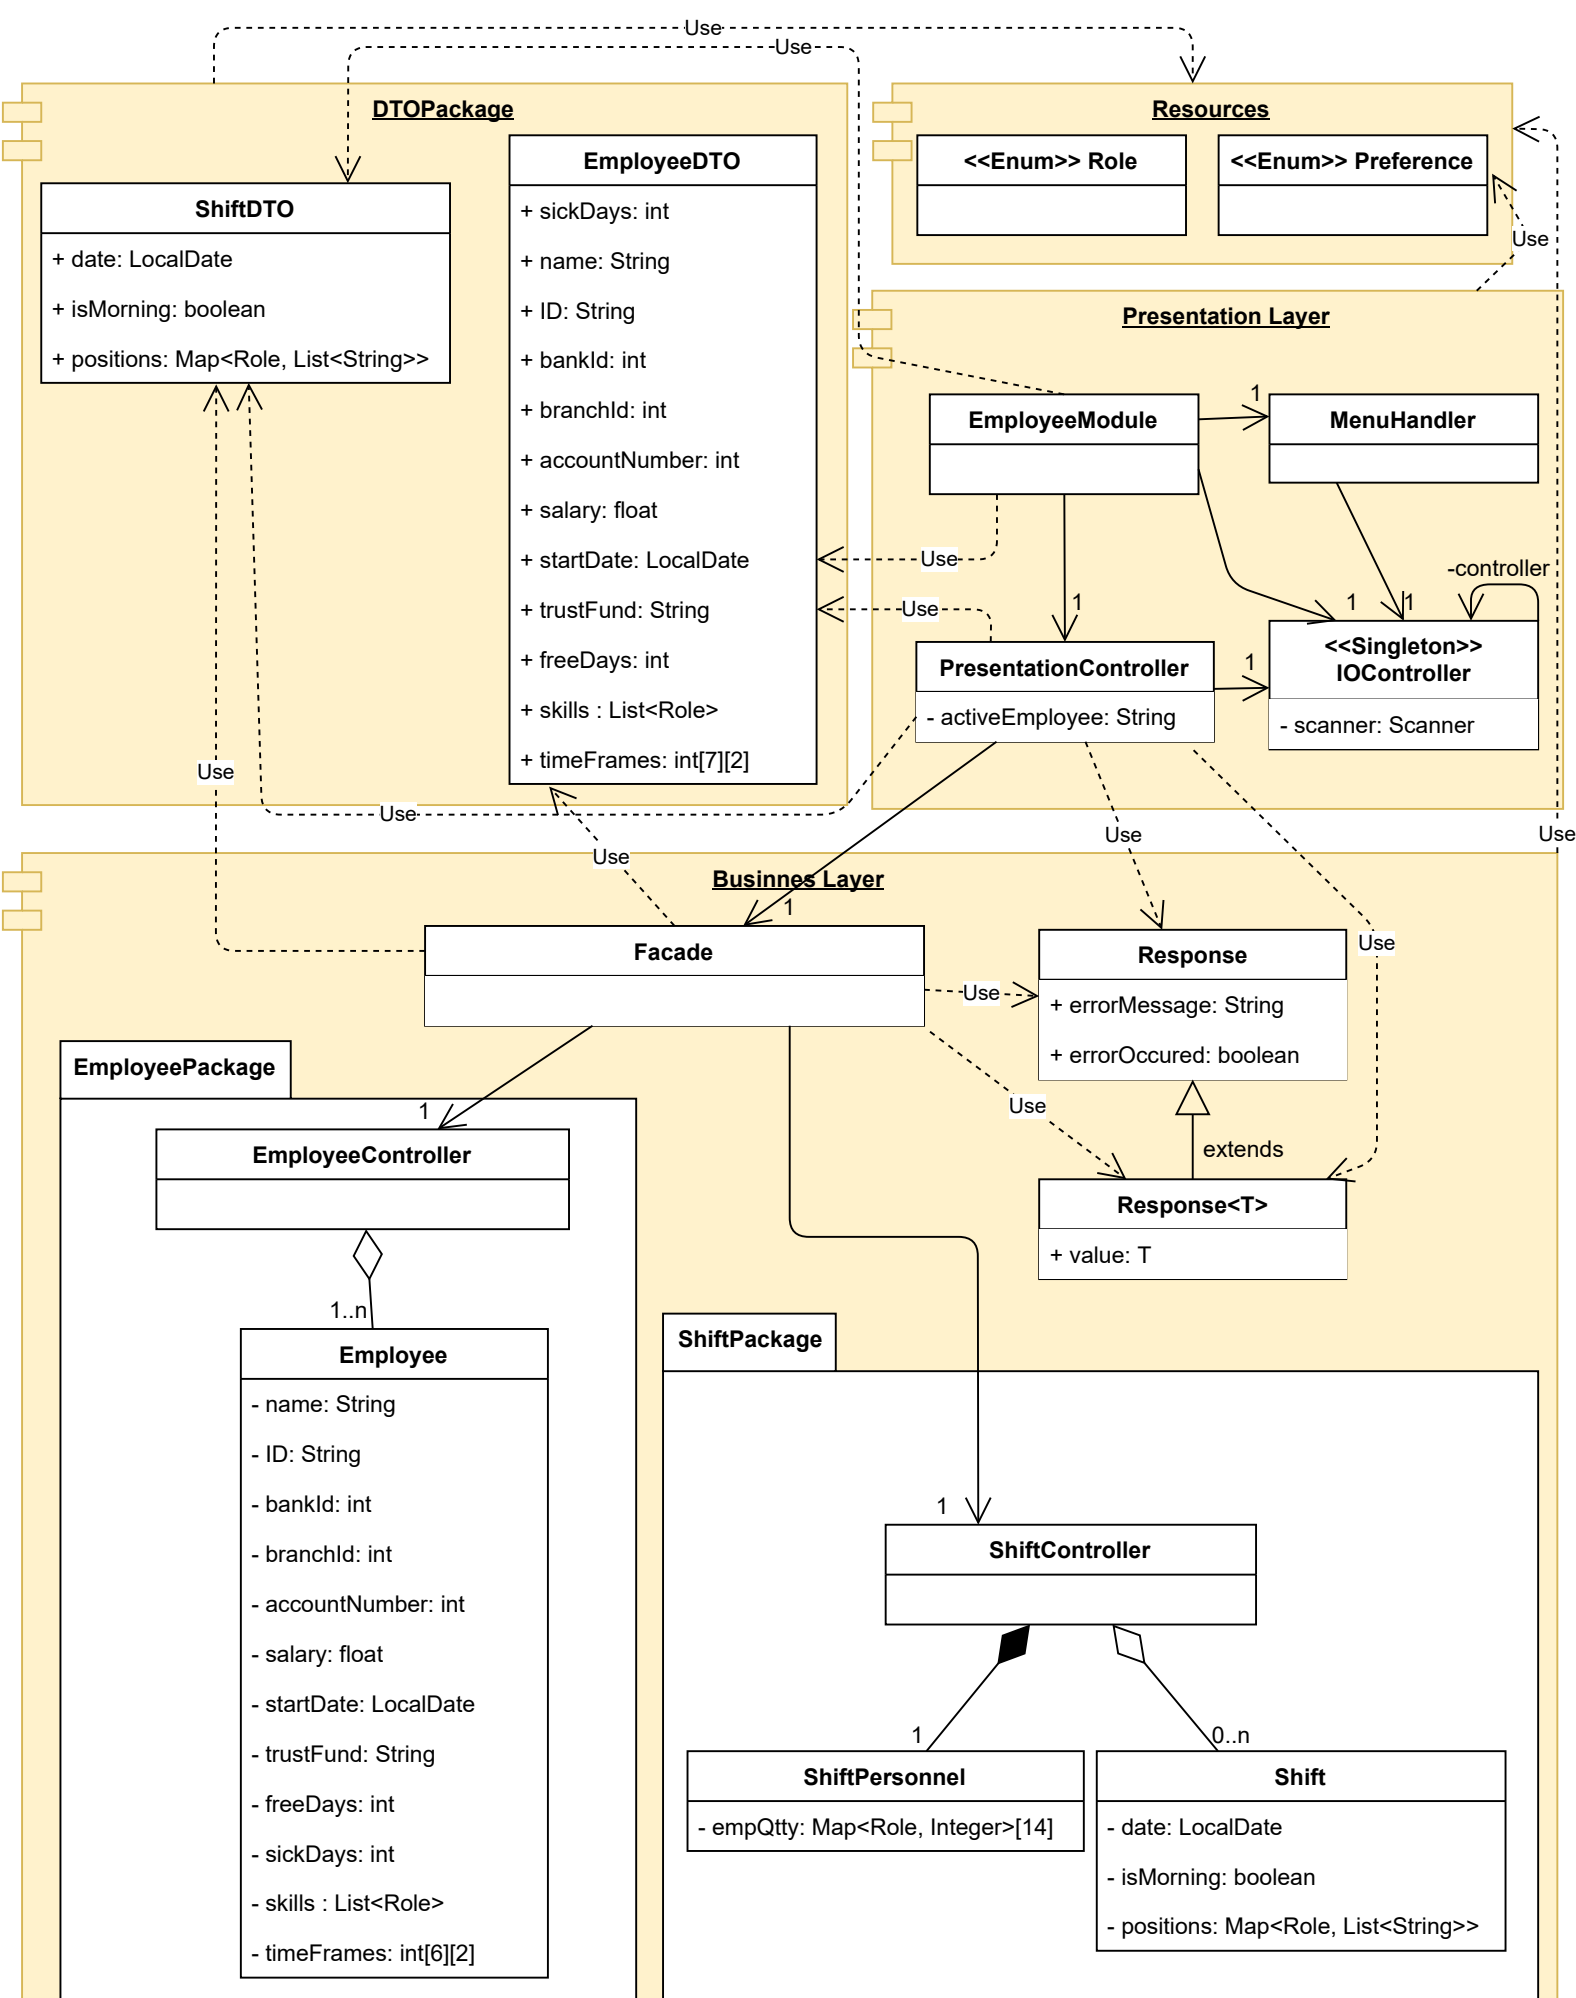 Use
Use
DTOPackage
ShiftDTO
+ date: LocalDate
+ isMorning: boolean
+ positions: Map<Role, List<String>>
EmployeeDTO
+ sickDays: int
+ name: String
+ ID: String
+ bankId: int
+ branchId: int
+ accountNumber: int
+ salary: float
+ startDate: LocalDate
+ trustFund: String
+ freeDays: int
+ skills : List<Role>
+ timeFrames: int[7][2]
Resources
<<Enum>> Role
<<Enum>> Preference
Use
Presentation Layer
EmployeeModule
1
MenuHandler
Use
Use
1
1
1
-controller
PresentationController
- activeEmployee: String
1
<<Singleton>>
IOController
- scanner: Scanner
Use
Use
Use
Use
Use
Businnes Layer
1
Facade
Use
Use
Response
+ errorMessage: String
+ errorOccured: boolean
Use
extends
Response<T>
+ value: T
EmployeePackage
1
EmployeeController
1..n
Employee
- name: String
- ID: String
- bankId: int
- branchId: int
- accountNumber: int
- salary: float
- startDate: LocalDate
- trustFund: String
- freeDays: int
- sickDays: int
- skills : List<Role>
- timeFrames: int[6][2]
ShiftPackage
1
ShiftController
1
0..n
ShiftPersonnel
- empQtty: Map<Role, Integer>[14]
Shift
- date: LocalDate
- isMorning: boolean
- positions: Map<Role, List<String>>